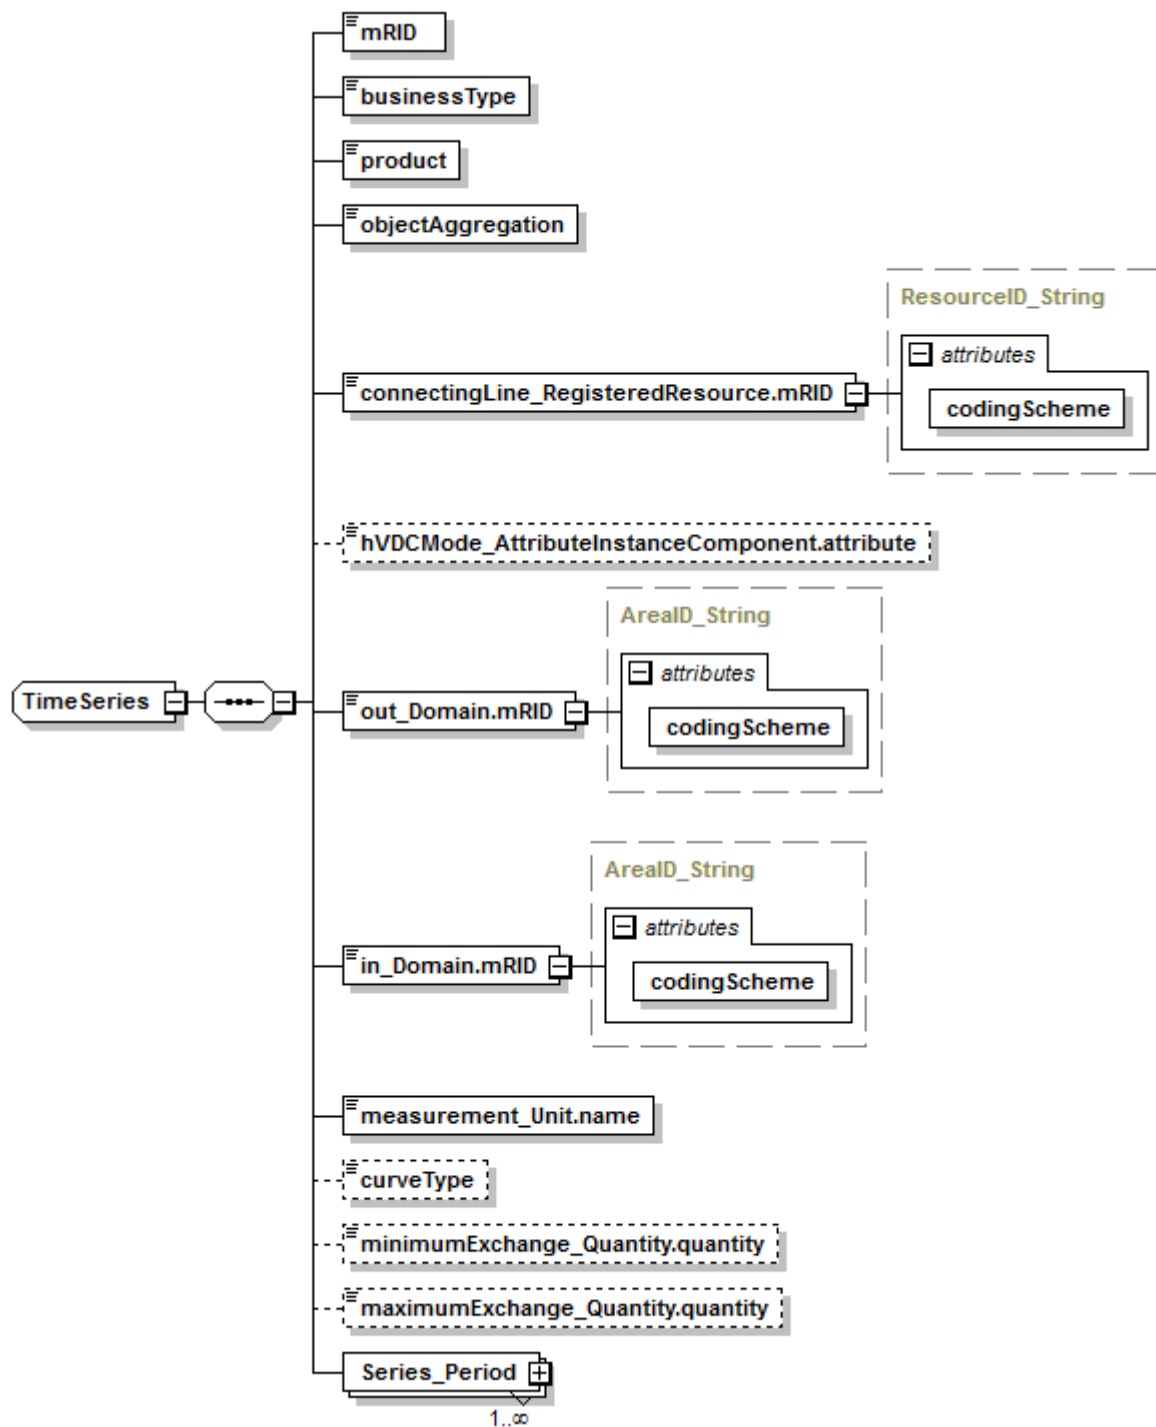 mRID
businessType
product
objectAggregation
ResourceID_String
attributes
connectingLine_RegisteredResource.mRID
codingScheme
hVDCMode_AttributeInstanceComponent.attribute
AreaID_String
attributes
TimeSeries
out_Domain.mRID
codingScheme
AreaID_String
attributes
in_Domain.mRID
codingScheme
measurement_Unit.name
curveType
minimumExchange_Quantity.quantity
maximumExchange_Quantity.quantity
Series_Period
1..∞